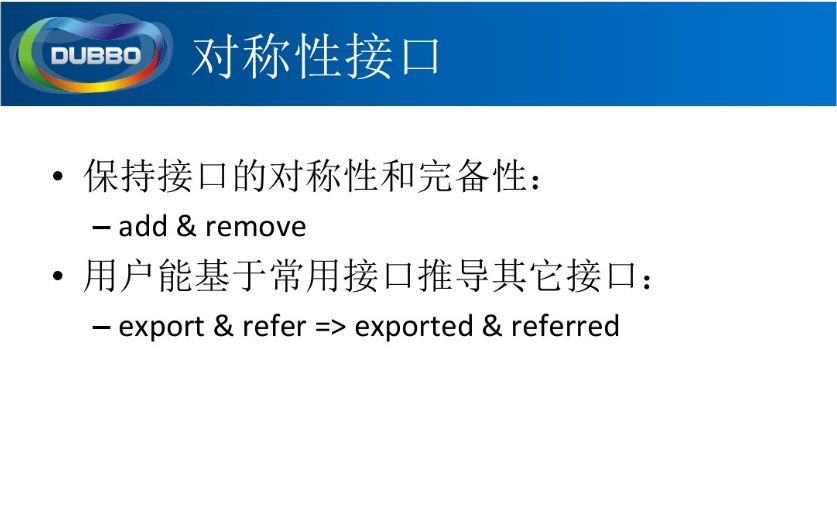 DUBBO
对称性接口
• 保持接口的对称性和完备性：
– add & remove
• 用户能基于常用接口推导其它接口：
– export & refer => exported & referred